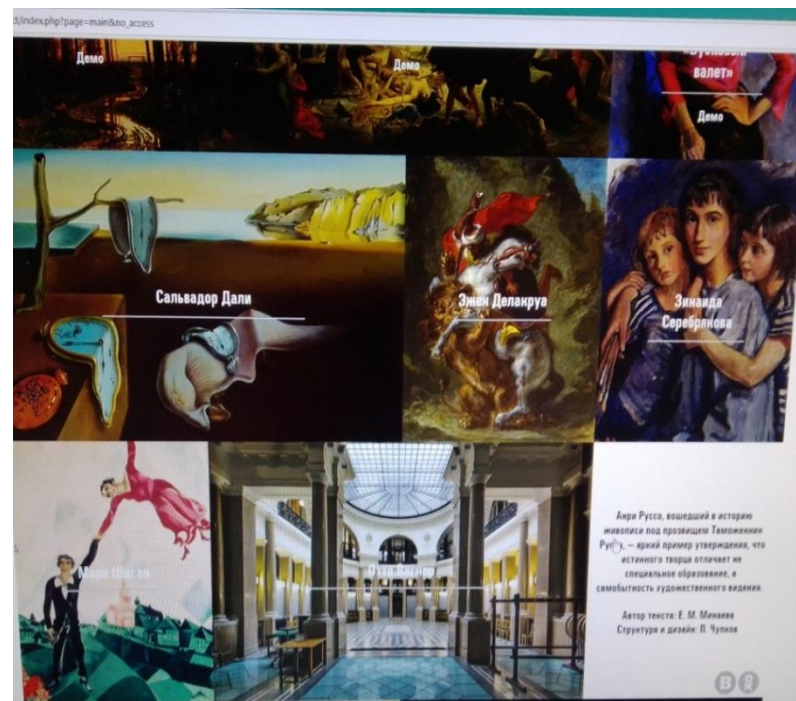 d/index.php?page=main&no_access
Демо
Демо
«Бубновый
валет»
Демо
Сальвадор Дали
Эжен Делакруа
Зинаида
Серебрякова
Марк Шагал
Отто Вагнер
Анри Руссо, вошедший в историю
живописи под прозвищем Таможенник
Руссо, – яркий пример утверждения, что
истинного творца отличает не
специальное образование, а
самобытность художественного видения.
Автор текста: Е. М. Минаева
Структура и дизайн: П. Чупков
В